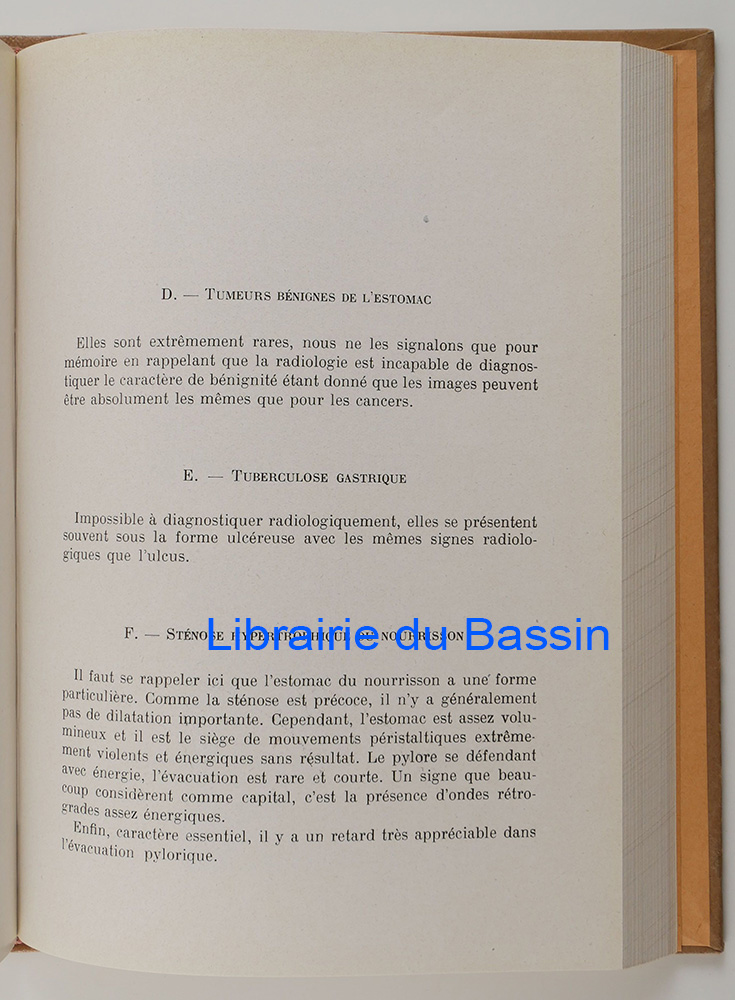 D. — TUMEURS BÉNIGNES DE L'ESTOMAC
Elles sont extrêmement rares, nous ne les signalons que pour
mémoire en rappelant que la radiologie est incapable de diagnos-
tiquer le caractère de bénignité étant donné que les images peuvent
être absolument les mêmes que pour les cancers.
E. — TUBERCULOSE GASTRIQUE
Impossible à diagnostiquer radiologiquement, elles se présentent
souvent sous la forme ulcéreuse avec les mêmes signes radiolo-
giques que l'ulcus.
F. — STÉNOSE HYPERTROPHIQUE DU NOURRISSON
Librairie du Bassin
Il faut se rappeler ici que l'estomac du nourrisson a une forme
particulière. Comme la sténose est précoce, il n'y a généralement
pas de dilatation importante. Cependant, l'estomac est assez volu-
mineux et il est le siège de mouvements péristaltiques extrême-
ment violents et énergiques sans résultat. Le pylore se défendant
avec énergie, l'évacuation est rare et courte. Un signe que beau-
coup considèrent comme capital, c'est la présence d'ondes rétro-
grades assez énergiques.
Enfin, caractère essentiel, il y a un retard très appréciable dans
l'évacuation pylorique.